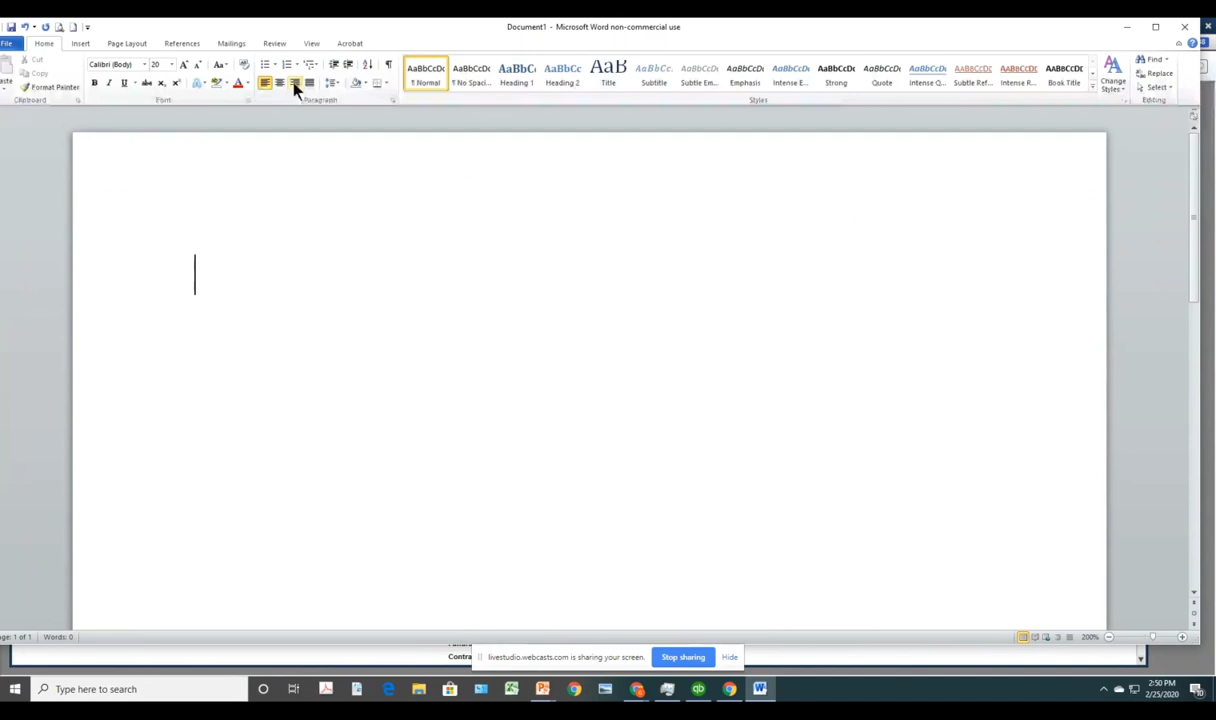 Document1 - Microsoft Word non-commercial use
File Home Insert Page Layout References Mailings Review View Acrobat
Cut
Copy
Format Painter
Clipboard
Calibri (Body) 20
Font
Paragraph
AaBbCcDc AaBbCcDc AaBbC AaBbCc AaB AaBbCc. AaBbCcDc AaBbCcDc AaBbCcDc AaBbCcDc AaBbCcDc AaBbCcDc AABBCCDC AABBCCDC AaBbCcDc
¶ Normal ¶ No Spaci... Heading 1 Heading 2 Title Subtitle Subtle Em... Emphasis Intense E... Strong Quote Intense Q... Subtle Ref... Intense R... Book Title
Styles
Change
Styles
Find
Replace
Select
Editing
Page: 1 of 1 Words: 0
200%
Contra
livestudio.webcasts.com is sharing your screen. Stop sharing Hide
Type here to search
2:50 PM
2/25/2020